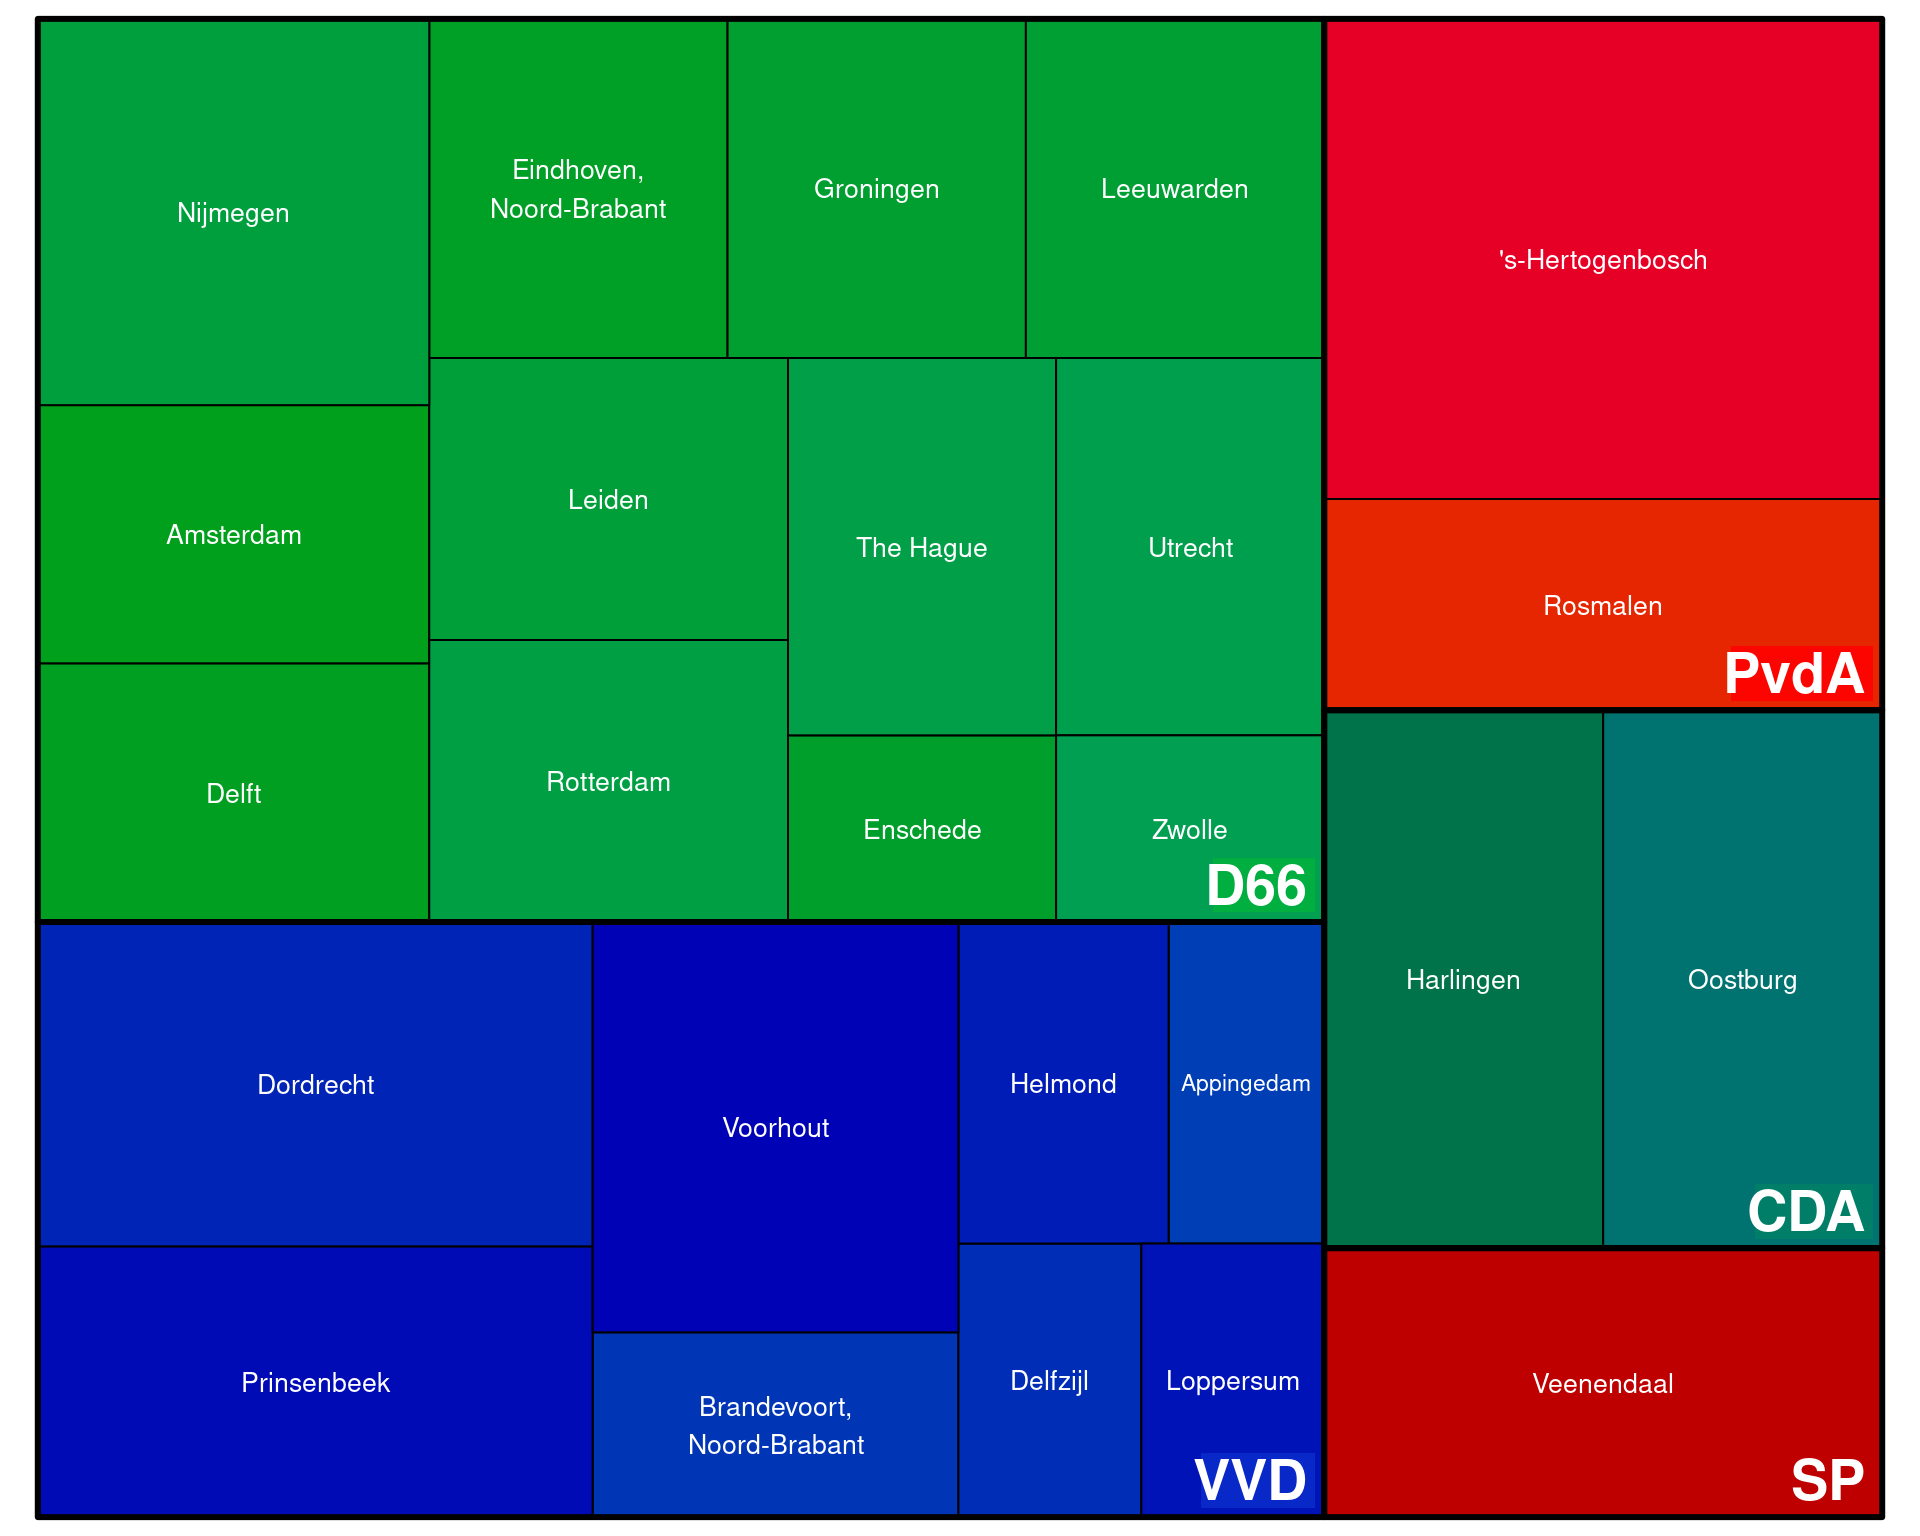 Nijmegen
Eindhoven,
Noord-Brabant
Groningen
Leeuwarden
Amsterdam
Leiden
The Hague
Utrecht
Delft
Rotterdam
Enschede
Zwolle
D66
's-Hertogenbosch
Rosmalen
PvdA
Dordrecht
Voorhout
Helmond
Appingedam
Prinsenbeek
Brandevoort,
Noord-Brabant
Delfzijl
Loppersum
VVD
Harlingen
Oostburg
CDA
Veenendaal
SP